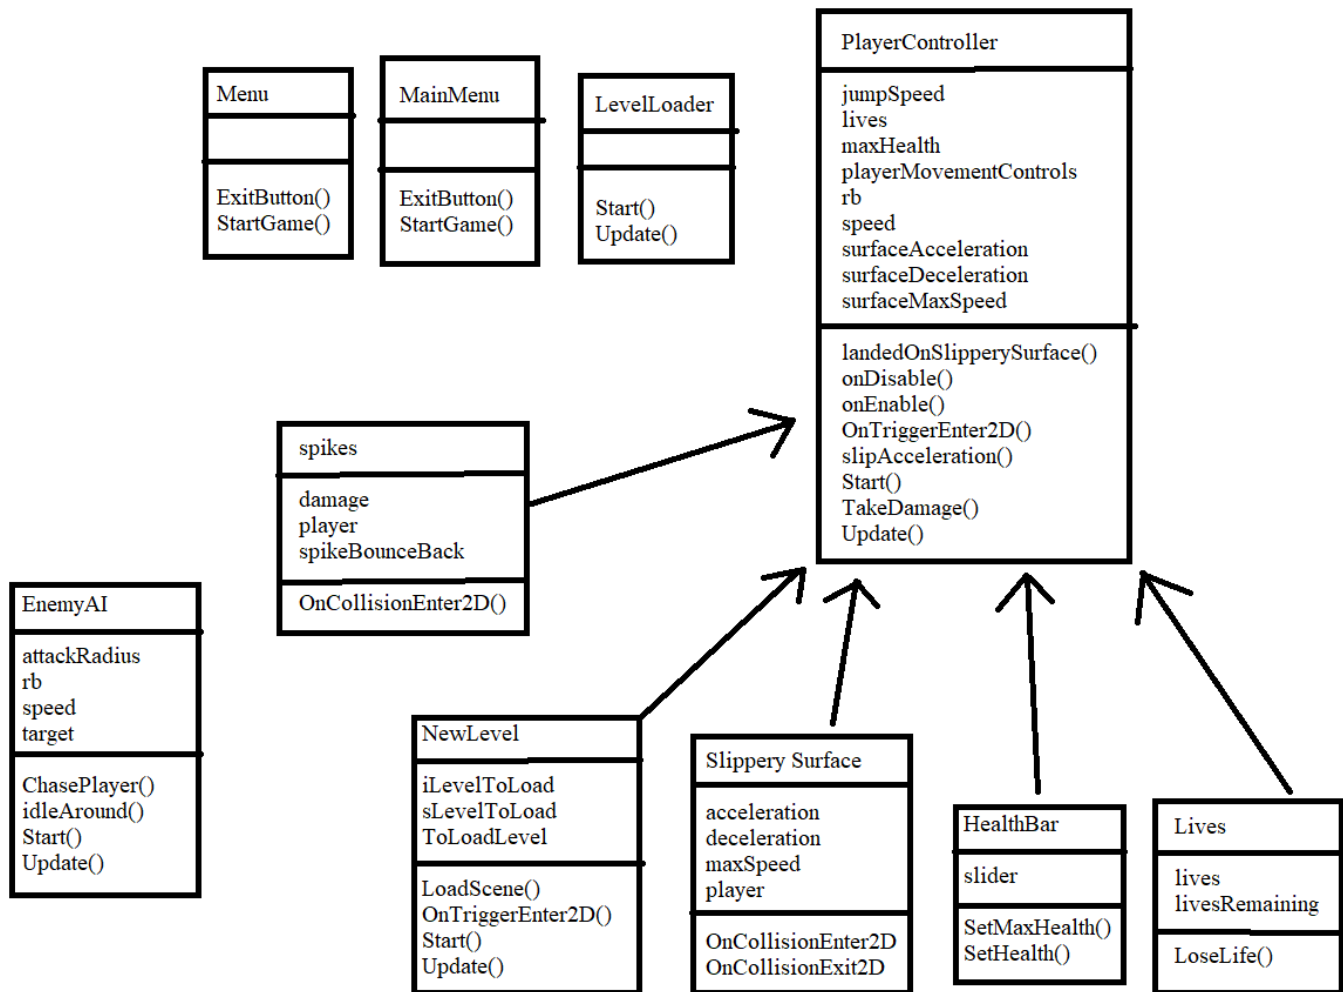 Menu
ExitButton()
StartGame()
MainMenu
ExitButton()
StartGame()
LevelLoader
Start()
Update()
PlayerController
jumpSpeed
lives
maxHealth
playerMovementControls
rb
speed
surfaceAcceleration
surfaceDeceleration
surfaceMaxSpeed
landedOnSlipperySurface()
onDisable()
onEnable()
OnTriggerEnter2D()
slipAcceleration()
Start()
TakeDamage()
Update()
spikes
damage
player
spikeBounceBack
OnCollisionEnter2D()
EnemyAI
attackRadius
rb
speed
target
ChasePlayer()
idleAround()
Start()
Update()
NewLevel
iLevelToLoad
sLevelToLoad
ToLoadLevel
LoadScene()
OnTriggerEnter2D()
Start()
Update()
Slippery Surface
acceleration
deceleration
maxSpeed
player
OnCollisionEnter2D
OnCollisionExit2D
HealthBar
slider
SetMaxHealth()
SetHealth()
Lives
lives
livesRemaining
LoseLife()